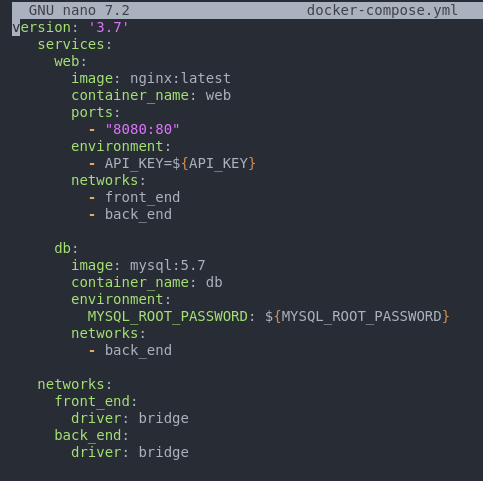 GNU nano 7.2 docker-compose.yml
version: '3.7'
   services:
     web:
       image: nginx:latest
       container_name: web
       ports:
         - "8080:80"
       environment:
         - API_KEY=${API_KEY}
       networks:
         - front_end
         - back_end

     db:
       image: mysql:5.7
       container_name: db
       environment:
         MYSQL_ROOT_PASSWORD: ${MYSQL_ROOT_PASSWORD}
       networks:
         - back_end

   networks:
     front_end:
       driver: bridge
     back_end:
       driver: bridge